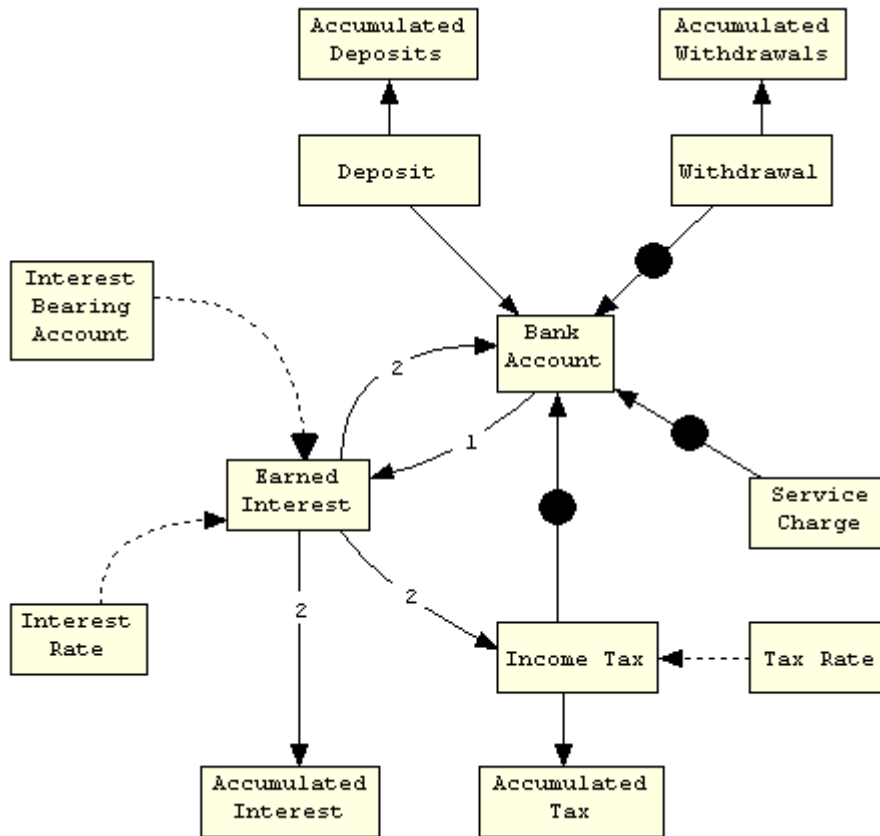 Accumulated
Deposits
Accumulated
Withdrawals
Deposit
Withdrawal
Interest
Bearing
Account
Bank
Account
2
1
Earned
Interest
Service
Charge
2
2
Interest
Rate
Income Tax
Tax Rate
Accumulated
Interest
Accumulated
Tax